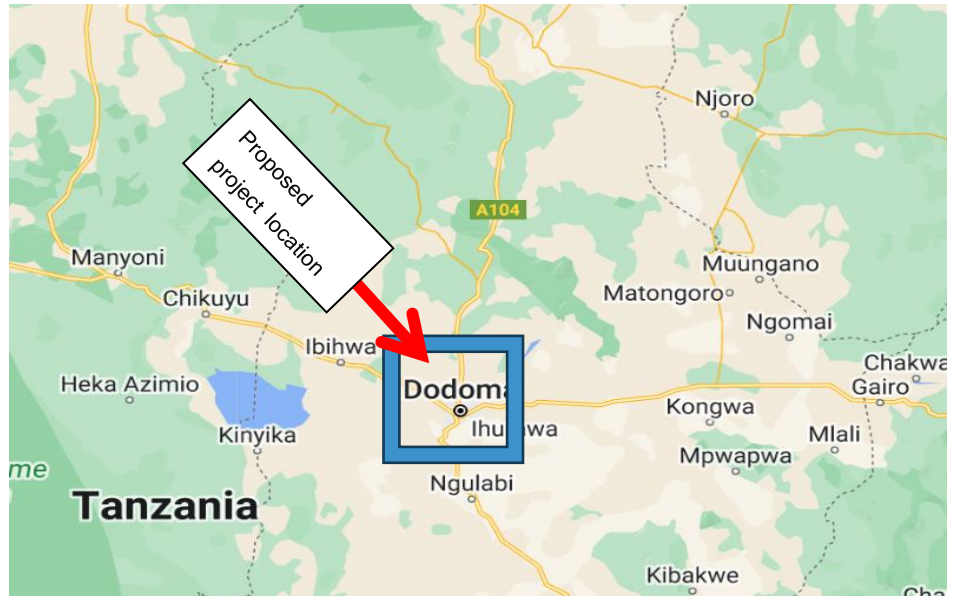 Njoro
Proposed
project location
A104
Manyoni
Muungano
Matongoro
Chikuyu
Ngomai
Ibihwa
Chakwa
Heka Azimio
Dodoma
Gairo
Kongwa
Kinyika
Mlali
Mpwapwa
me
Ngulabi
Tanzania
Kibakwe